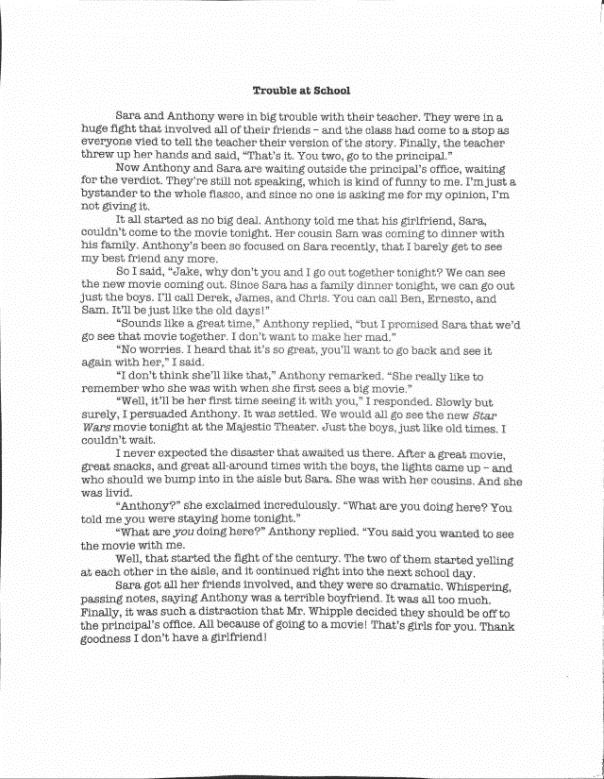 Trouble at School
Sara and Anthony were in big trouble with their teacher. They were in a
huge fight that involved all of their friends – and the class had come to a stop as
everyone vied to tell the teacher their version of the story. Finally, the teacher
threw up her hands and said, “That’s it. You two, go to the principal.”
Now Anthony and Sara are waiting outside the principal’s office, waiting
for the verdict. They’re still not speaking, which is kind of funny to me. I’m just a
bystander to the whole fiasco, and since no one is asking me for my opinion, I’m
not giving it.
It all started as no big deal. Anthony told me that his girlfriend, Sara,
couldn’t come to the movie tonight. Her cousin Sam was coming to dinner with
his family. Anthony’s been so focused on Sara recently, that I barely get to see
my best friend any more.
So I said, “Jake, why don’t you and I go out together tonight? We can see
the new movie coming out. Since Sara has a family dinner tonight, we can go out
just the boys. I’ll call Derek, James, and Chris. You can call Ben, Ernesto, and
Sam. It’ll be just like the old days!”
“Sounds like a great time,” Anthony replied, “but I promised Sara that we’d
go see that movie together. I don’t want to make her mad.”
“No worries. I heard that it’s so great, you’ll want to go back and see it
again with her,” I said.
“I don’t think she’ll like that,” Anthony remarked. “She really like to
remember who she was with when she first sees a big movie.”
“Well, it’ll be her first time seeing it with you,” I responded. Slowly but
surely, I persuaded Anthony. It was settled. We would all go see the new Star
Wars movie tonight at the Majestic Theater. Just the boys, just like old times. I
couldn’t wait.
I never expected the disaster that awaited us there. After a great movie,
great snacks, and great all-around times with the boys, the lights came up – and
who should we bump into in the aisle but Sara. She was with her cousins. And she
was livid.
“Anthony?” she exclaimed incredulously. “What are you doing here? You
told me you were staying home tonight.”
“What are you doing here?” Anthony replied. “You said you wanted to see
the movie with me.
Well, that started the fight of the century. The two of them started yelling
at each other in the aisle, and it continued right into the next school day.
Sara got all her friends involved, and they were so dramatic. Whispering,
passing notes, saying Anthony was a terrible boyfriend. It was all too much.
Finally, it was such a distraction that Mr. Whipple decided they should be off to
the principal’s office. All because of going to a movie! That’s girls for you. Thank
goodness I don’t have a girlfriend!